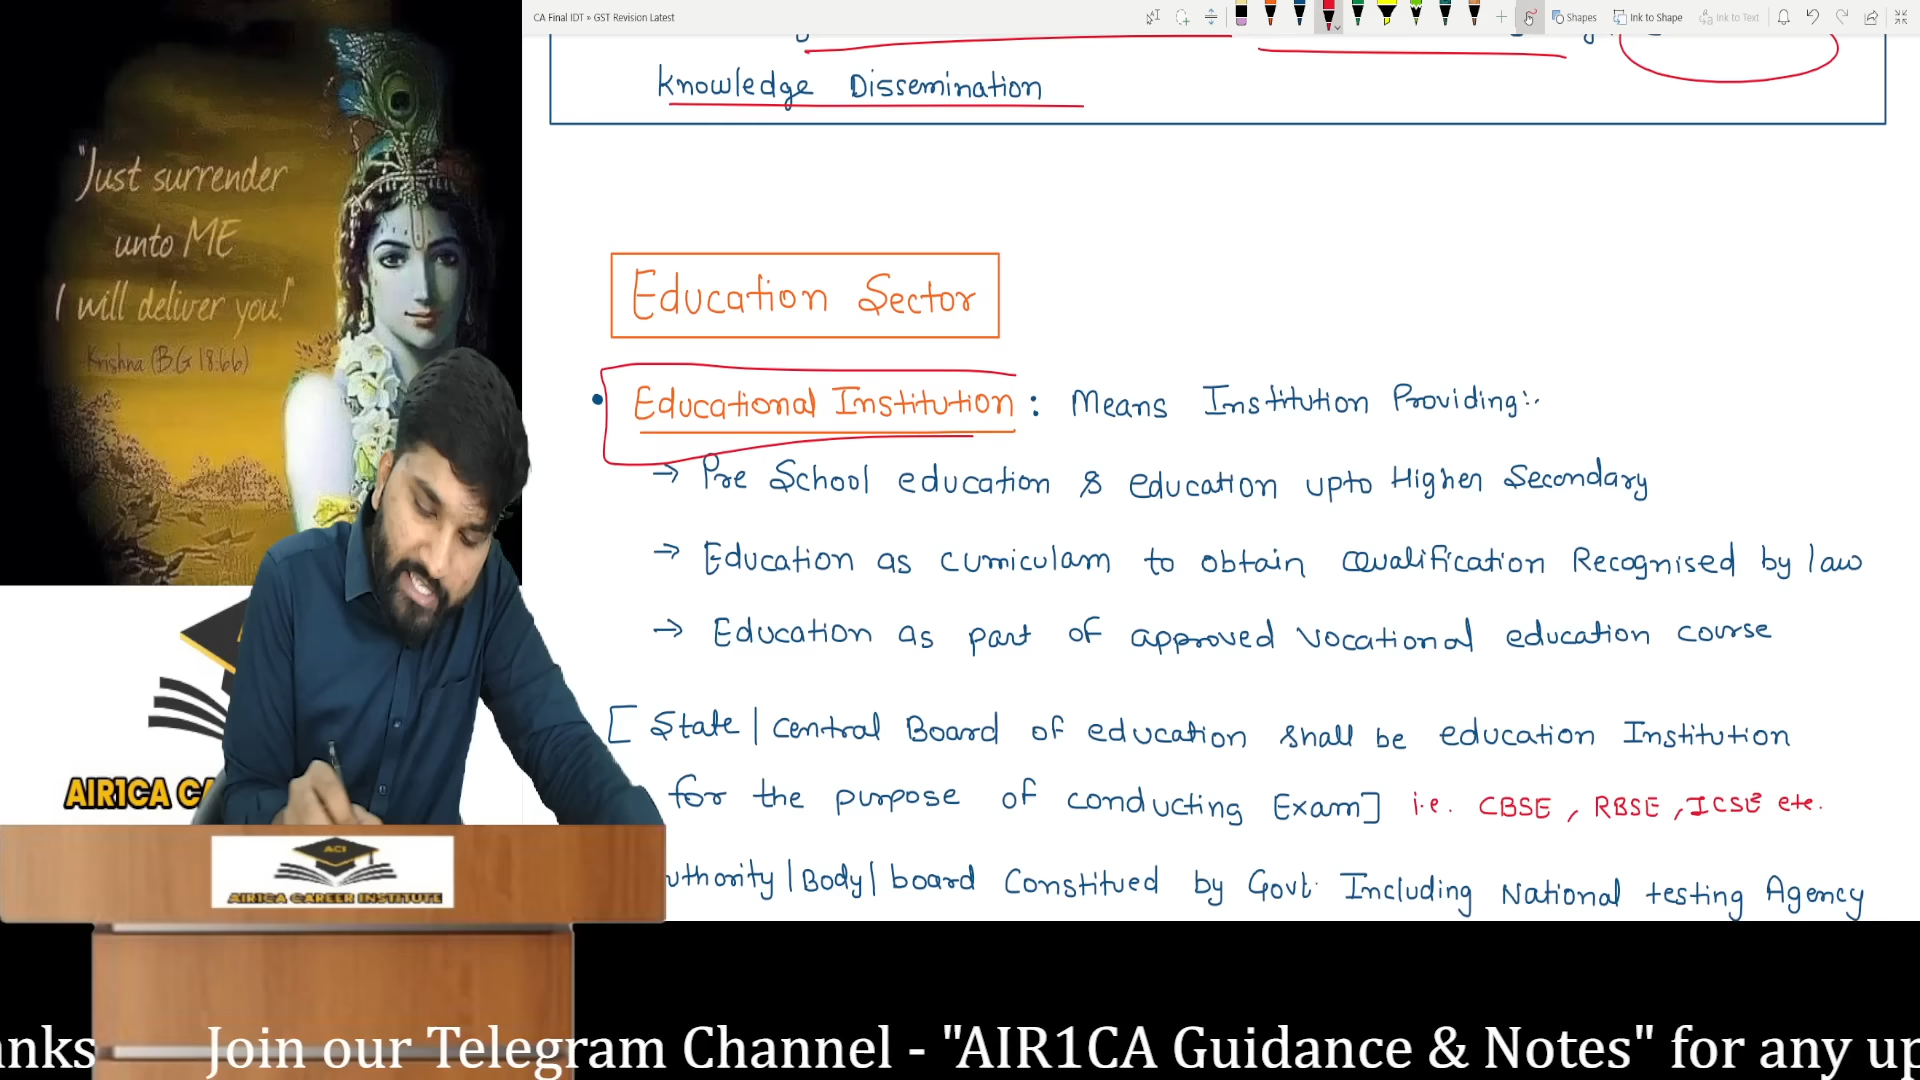 CA Final IDT » GST Revision Latest
Shapes
Ink to Shape
Ink to Text
Knowledge Dissemination
"Just surrender
unto ME
I will deliver you!"
Krishna (B.G 18:66)
Education Sector
• Educational Institution : Means Institution Providing:-
→ Pre School education & education upto Higher Secondary
→ Education as curriculam to obtain Qualification Recognised by law
→ Education as part of approved vocational education course
[ State | Central Board of education shall be education Institution
for the purpose of conducting Exam ] i.e. CBSE , RBSE , ICSE etc.
uthority | Body | board Constitued by Govt. Including National testing Agency
AIR1CA CA
ACI
AIR1CA CAREER INSTITUTE
nks Join our Telegram Channel - "AIR1CA Guidance & Notes" for any up